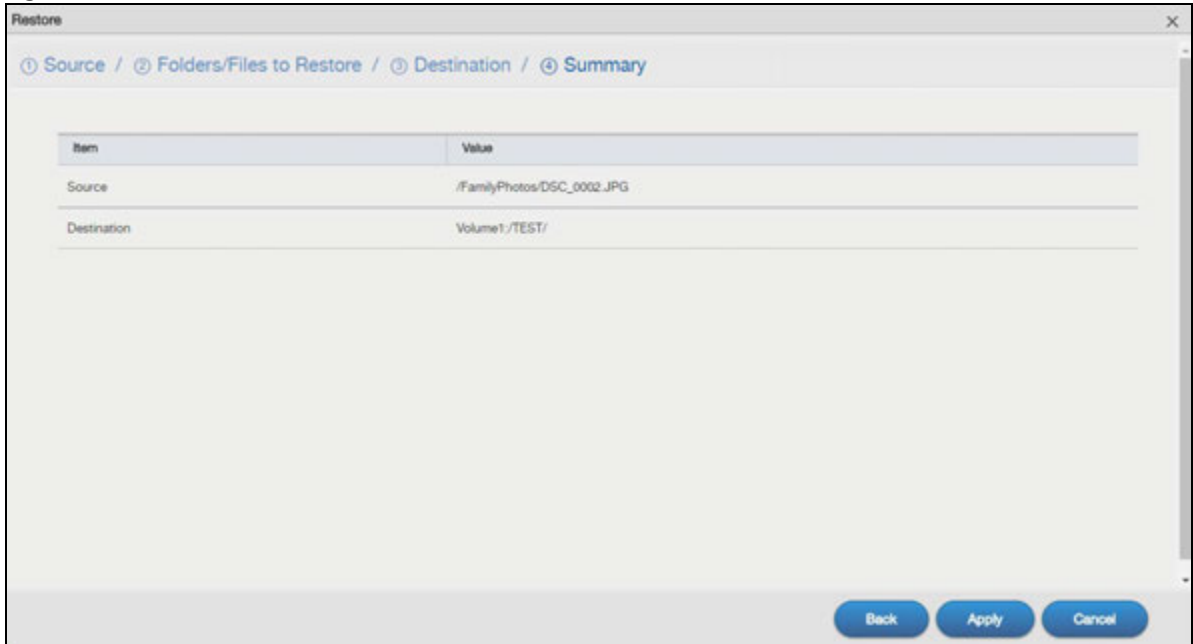 Restore
① Source / ② Folders/Files to Restore / ③ Destination / ④ Summary
Item Value
Source /FamilyPhotos/DSC_0002.JPG
Destination Volume1:/TEST/
Back Apply Cancel